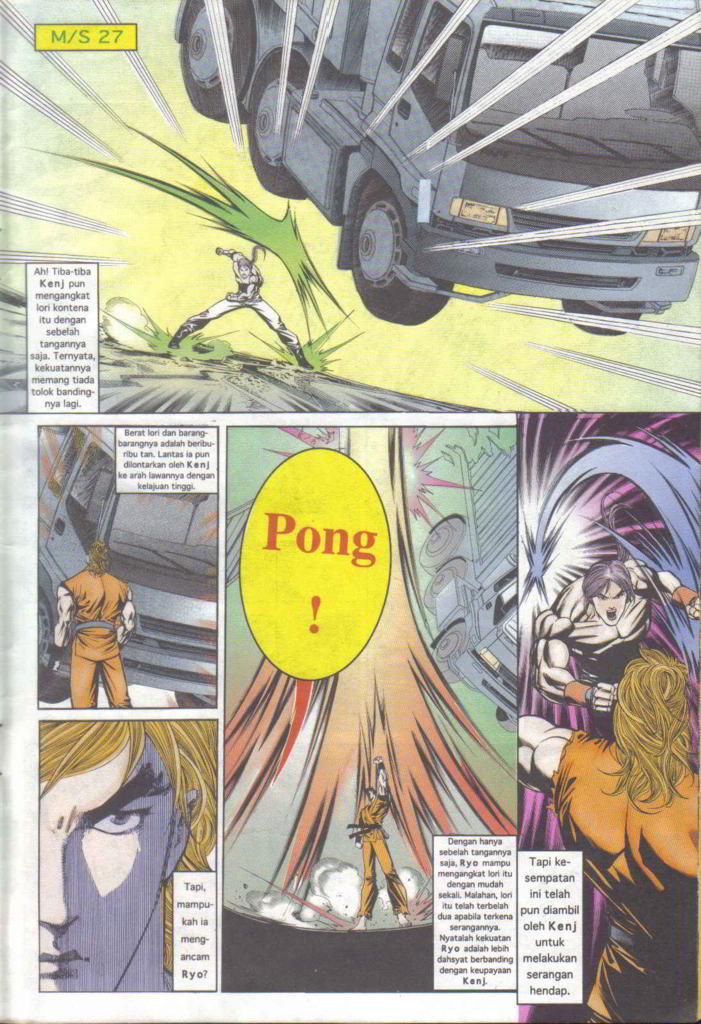 M/S 27
Ah! Tiba-tiba
Kenj pun
mengangkat
lori kontena
itu dengan
sebelah
tangannya
saja. Ternyata,
kekuatannya
memang tiada
tolok banding-
nya lagi.
Berat lori dan barang-
barangnya adalah beribu-
ribu tan. Lantas ia pun
dilontarkan oleh Kenj
ke arah lawannya dengan
kelajuan tinggi.
Tapi,
mampu-
kah ia
meng-
ancam
Ryo?
Pong
!
Dengan hanya
sebelah tangannya
saja, Ryo mampu
mengangkat lori itu
dengan mudah
sekali. Malahan, lori
itu telah terbelah
dua apabila terkena
serangannya.
Nyatalah kekuatan
Ryo adalah lebih
dahsyat berbanding
dengan keupayaan
Kenj.
Tapi ke-
sempatan
ini telah
pun diambil
oleh Kenj
untuk
melakukan
serangan
hendap.